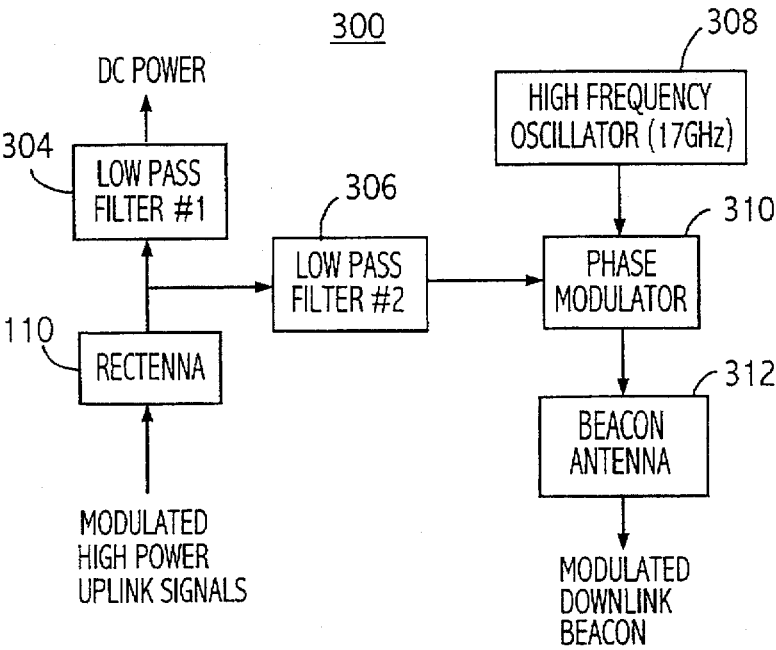 300
308
DC POWER
HIGH FREQUENCY
OSCILLATOR (17GHz)
304
LOW PASS
FILTER #1
306
310
LOW PASS
FILTER #2
PHASE
MODULATOR
110
RECTENNA
312
BEACON
ANTENNA
MODULATED
HIGH POWER
UPLINK SIGNALS
MODULATED
DOWNLINK
BEACON